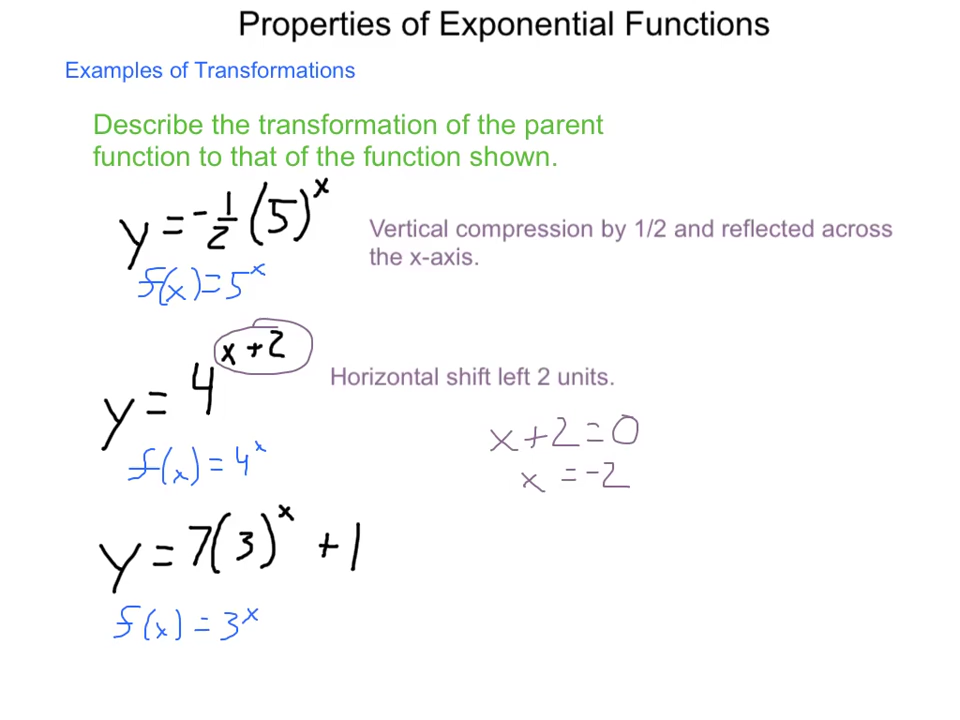 Properties of Exponential Functions
Examples of Transformations
Describe the transformation of the parent
function to that of the function shown.
y = -1/2 (5)^x
Vertical compression by 1/2 and reflected across
the x-axis.
f(x) = 5^x
y = 4^(x+2)
Horizontal shift left 2 units.
x+2=0
x = -2
f(x) = 4^x
y = 7(3)^x + 1
f(x) = 3^x